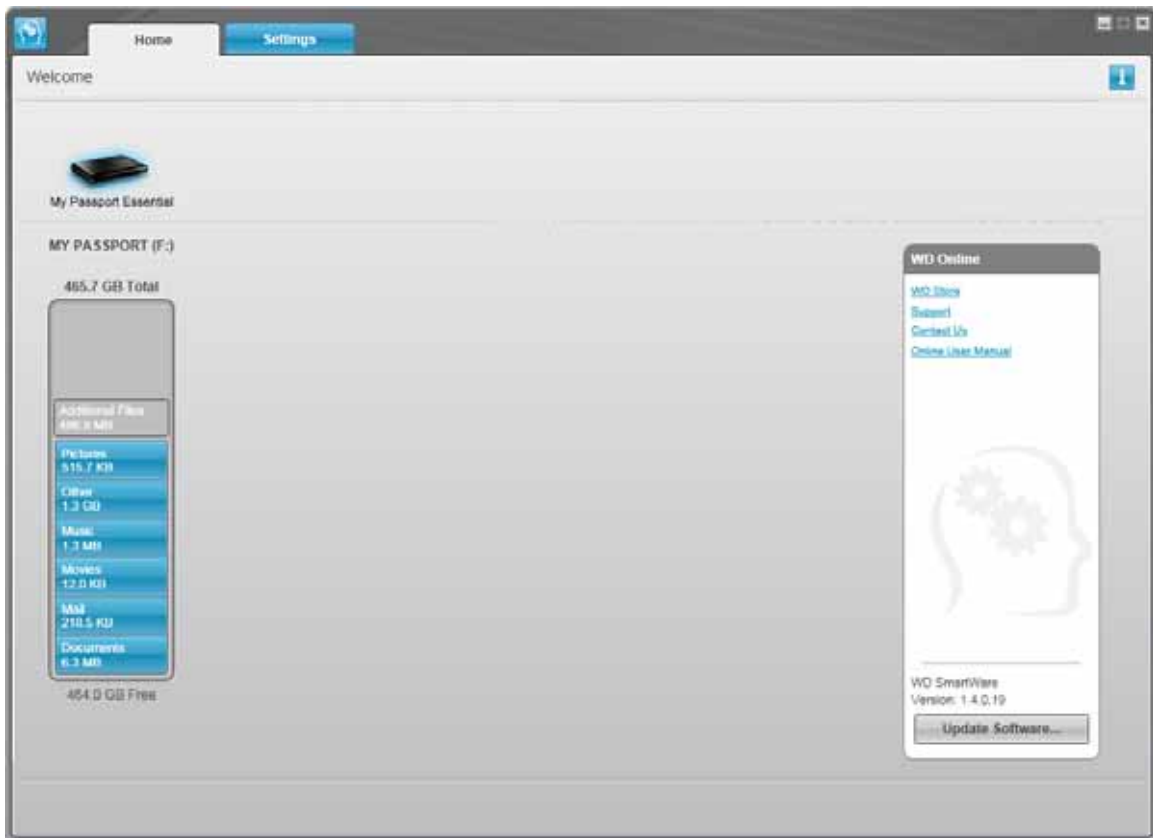 Home
Settings
Welcome
My Passport Essential
MY PASSPORT (F:)
465.7 GB Total
Additional Files
MB
Pictures
515.7 KB
Other
1.3 GB
Music
1.3 MB
Movies
12.0 KB
Mail
218.5 KB
Documents
6.3 MB
464.0 GB Free
WD Online
WD Store
Support
Contact Us
Online User Manual
WD SmartWare
Version: 1.4.0.19
Update Software...